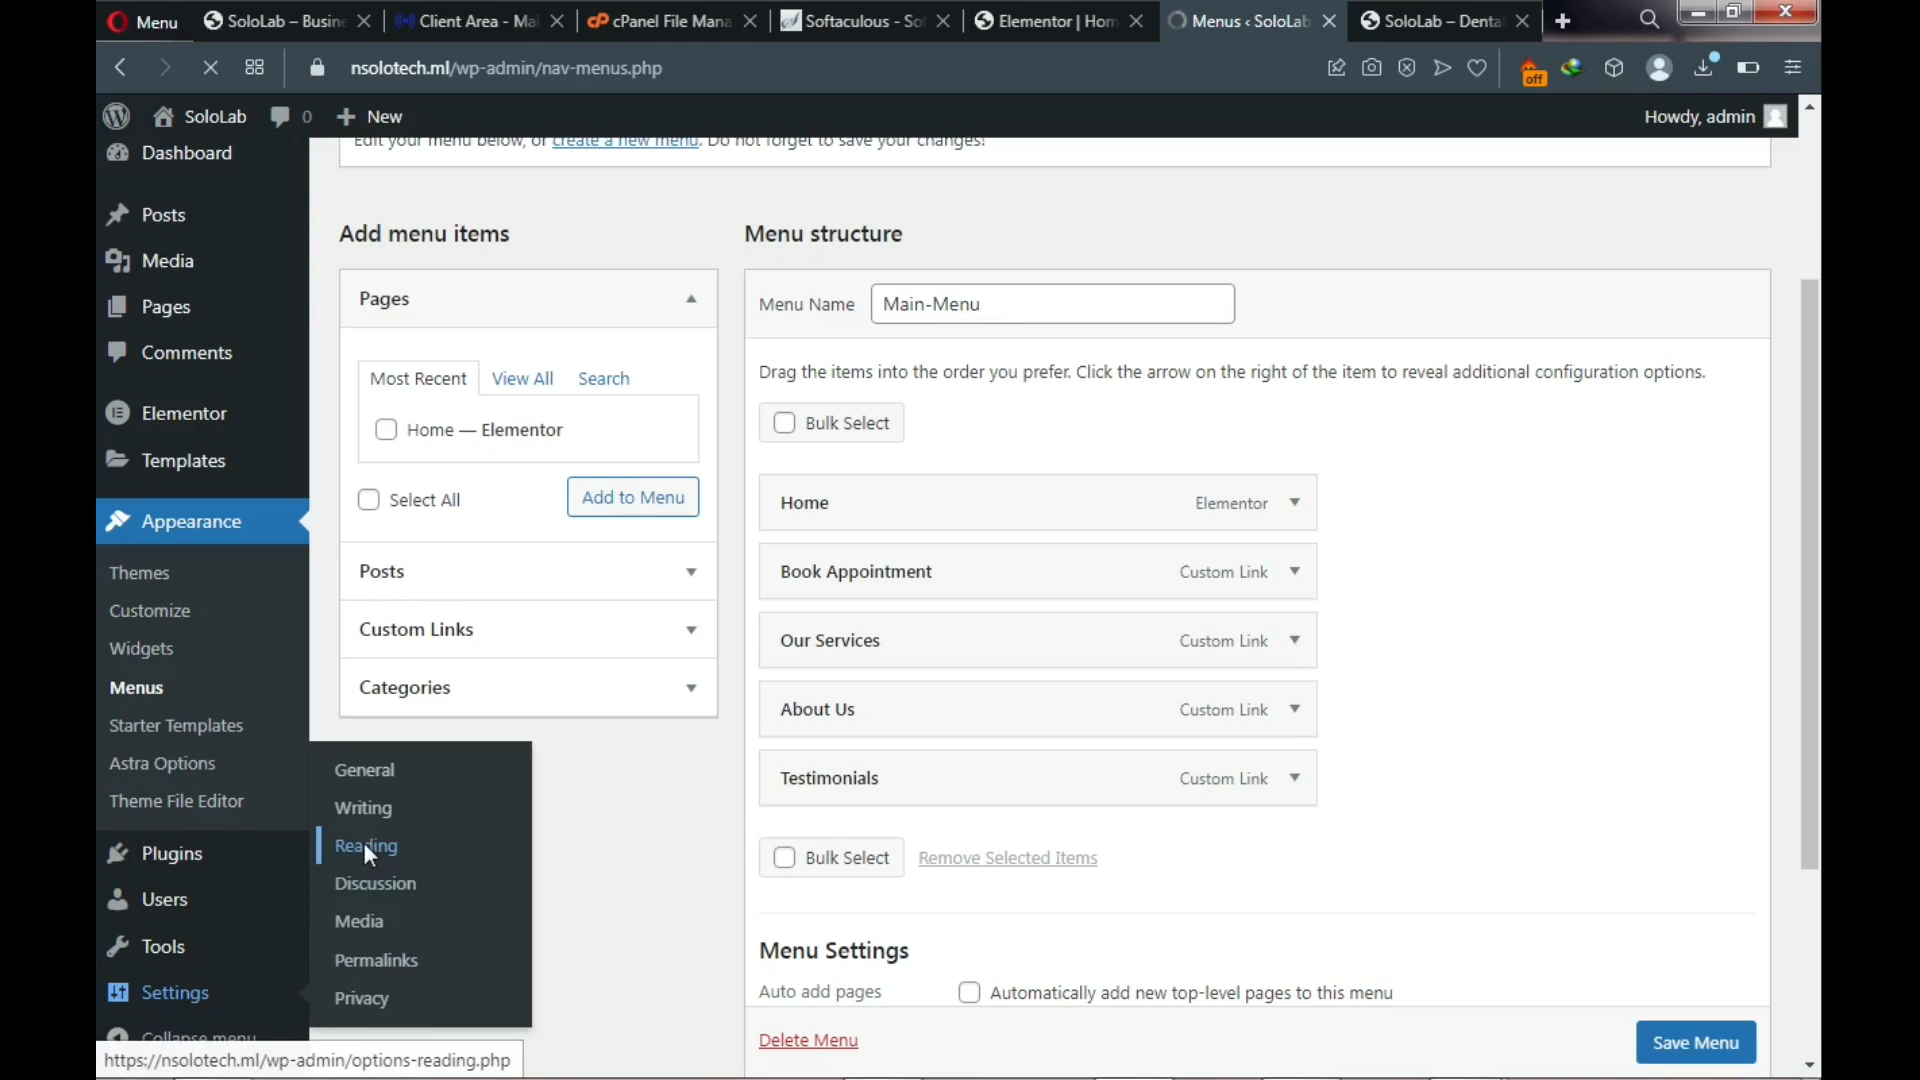 Menu
SoloLab – Busine
Client Area - Ma
cPanel File Mana
Softaculous - So
Elementor | Hom
Menus ‹ SoloLab
SoloLab – Denta
nsolotech.ml/wp-admin/nav-menus.php
off
SoloLab
0
New
Howdy, admin
Edit your menu below, or create a new menu. Do not forget to save your changes!
Dashboard
Posts
Media
Pages
Comments
Elementor
Templates
Appearance
Themes
Customize
Widgets
Menus
Starter Templates
Astra Options
Theme File Editor
Plugins
Users
Tools
Settings
Collapse menu
General
Writing
Reading
Discussion
Media
Permalinks
Privacy
https://nsolotech.ml/wp-admin/options-reading.php
Add menu items
Pages
Most Recent
View All
Search
Home — Elementor
Select All
Add to Menu
Posts
Custom Links
Categories
Menu structure
Menu Name
Main-Menu
Drag the items into the order you prefer. Click the arrow on the right of the item to reveal additional configuration options.
Bulk Select
Home
Elementor
Book Appointment
Custom Link
Our Services
Custom Link
About Us
Custom Link
Testimonials
Custom Link
Bulk Select
Remove Selected Items
Menu Settings
Auto add pages
Automatically add new top-level pages to this menu
Delete Menu
Save Menu